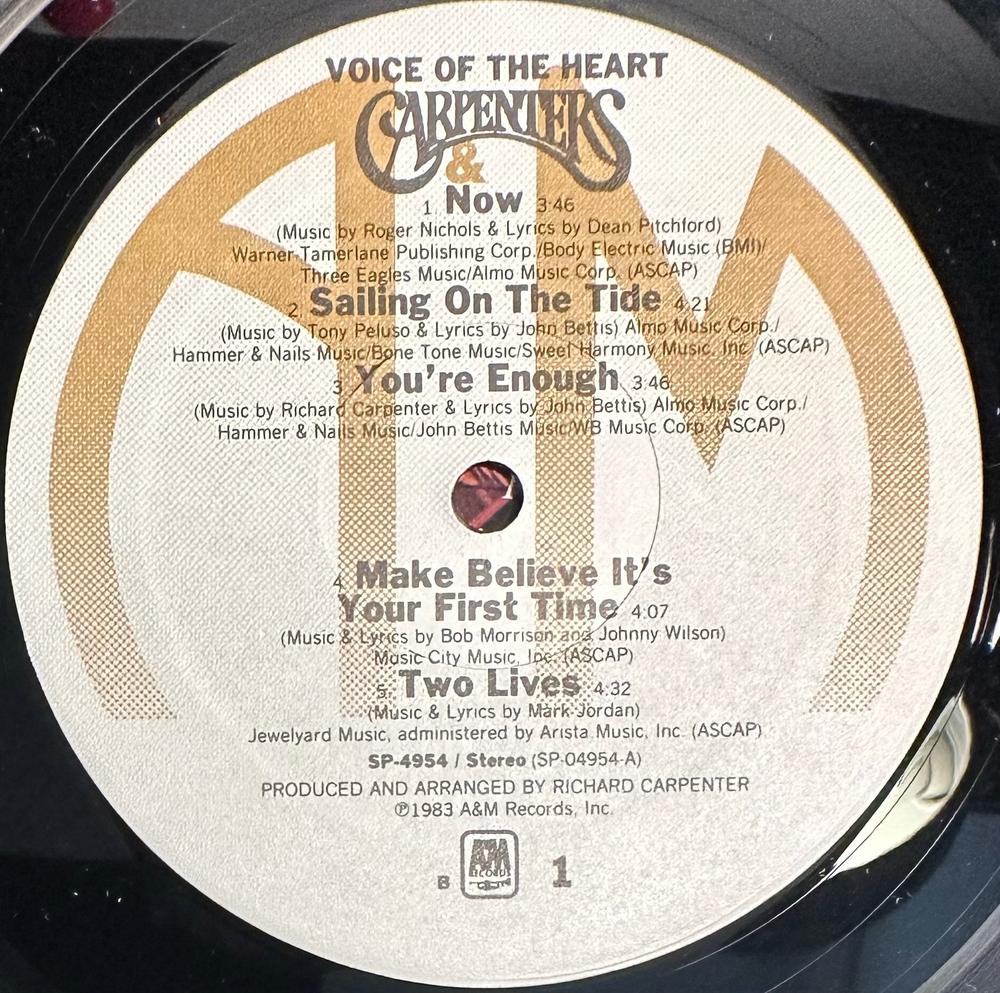 VOICE OF THE HEART
CARPENTERS
&
1. Now 3:46
(Music by Roger Nichols & Lyrics by Dean Pitchford)
Warner-Tamerlane Publishing Corp./Body Electric Music (BMI)/
Three Eagles Music/Almo Music Corp. (ASCAP)
2. Sailing On The Tide 4:21
(Music by Tony Peluso & Lyrics by John Bettis) Almo Music Corp./
Hammer & Nails Music/Bone Tone Music/Sweet Harmony Music, Inc. (ASCAP)
3. You're Enough 3:46
(Music by Richard Carpenter & Lyrics by John Bettis) Almo Music Corp./
Hammer & Nails Music/John Bettis Music/WB Music Corp. (ASCAP)
4. Make Believe It's
Your First Time 4:07
(Music & Lyrics by Bob Morrison and Johnny Wilson)
Music City Music, Inc. (ASCAP)
5. Two Lives 4:32
(Music & Lyrics by Mark Jordan)
Jewelyard Music, administered by Arista Music, Inc. (ASCAP)
SP-4954 / Stereo (SP-04954-A)
PRODUCED AND ARRANGED BY RICHARD CARPENTER
℗1983 A&M Records, Inc.
B A&M RECORDS 1